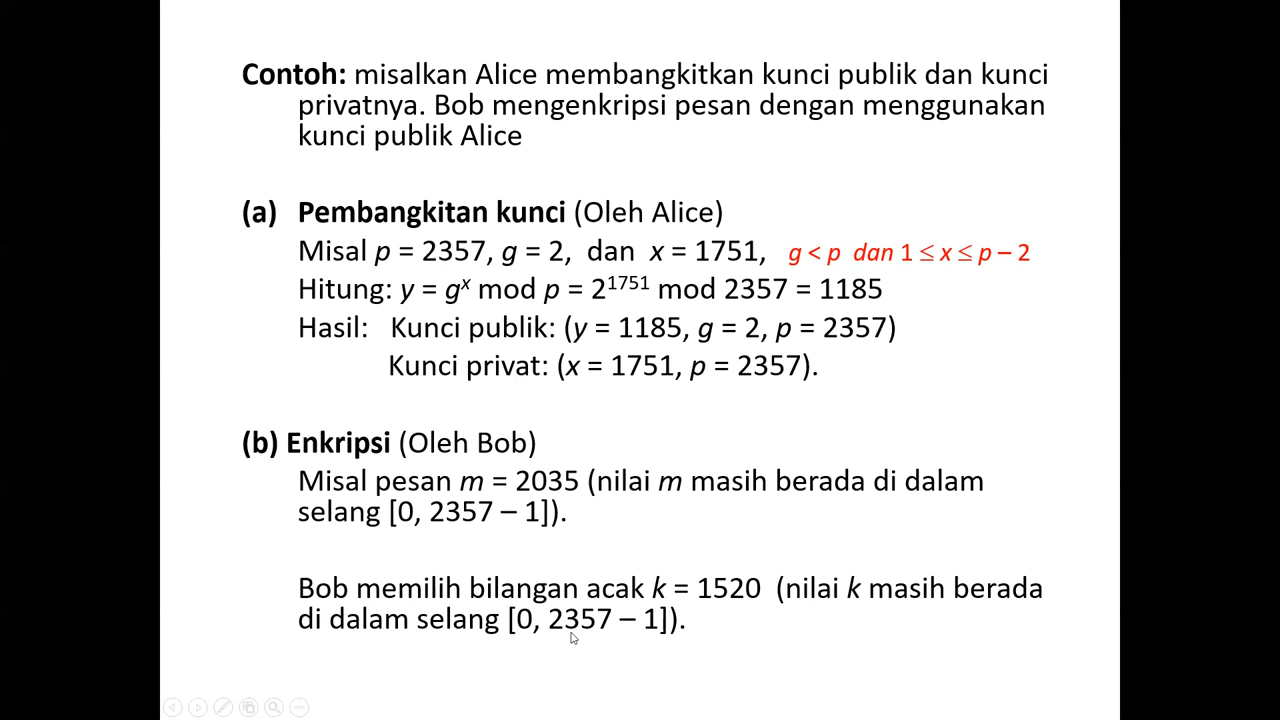 Contoh: misalkan Alice membangkitkan kunci publik dan kunci
privatnya. Bob mengenkripsi pesan dengan menggunakan
kunci publik Alice
(a) Pembangkitan kunci (Oleh Alice)
Misal p = 2357, g = 2, dan x = 1751, g < p dan 1 ≤ x ≤ p – 2
Hitung: y = gˣ mod p = 2¹⁷⁵¹ mod 2357 = 1185
Hasil: Kunci publik: (y = 1185, g = 2, p = 2357)
Kunci privat: (x = 1751, p = 2357).
(b) Enkripsi (Oleh Bob)
Misal pesan m = 2035 (nilai m masih berada di dalam
selang [0, 2357 – 1]).
Bob memilih bilangan acak k = 1520 (nilai k masih berada
di dalam selang [0, 2357 – 1]).